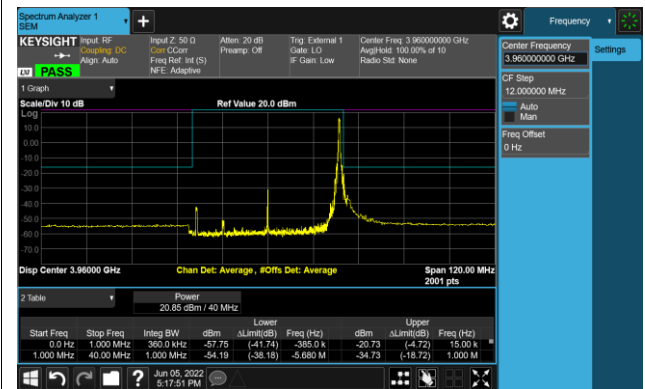 Spectrum Analyzer 1
SEM
Frequency
KEYSIGHT
Input: RF
Coupling: DC
Align: Auto
Input Z: 50 Ω
Corr CCorr
Freq Ref: Int (S)
NFE: Adaptive
Atten: 20 dB
Preamp: Off
Trig: External 1
Gate: LO
IF Gain: Low
Center Freq: 3.960000000 GHz
Avg|Hold: 100.00% of 10
Radio Std: None
LXI PASS
Center Frequency
3.960000000 GHz
Settings
CF Step
12.000000 MHz
Auto
Man
Freq Offset
0 Hz
1 Graph
Scale/Div 10 dB
Ref Value 20.0 dBm
Log
10.0
0.00
-10.0
-20.0
-30.0
-40.0
-50.0
-60.0
-70.0
Disp Center 3.96000 GHz
Chan Det: Average, #Offs Det: Average
Span 120.00 MHz
2001 pts
2 Table
Power
20.85 dBm / 40 MHz
Lower Upper
Start Freq Stop Freq Integ BW dBm ΔLimit(dB) Freq (Hz) dBm ΔLimit(dB) Freq (Hz)
0.0 Hz 1.000 MHz 360.0 kHz -57.75 (-41.74) -385.0 k -20.73 (-4.72) 15.00 k
1.000 MHz 40.00 MHz 1.000 MHz -54.19 (-38.18) -5.680 M -34.73 (-18.72) 1.000 M
? Jun 05, 2022
5:17:51 PM